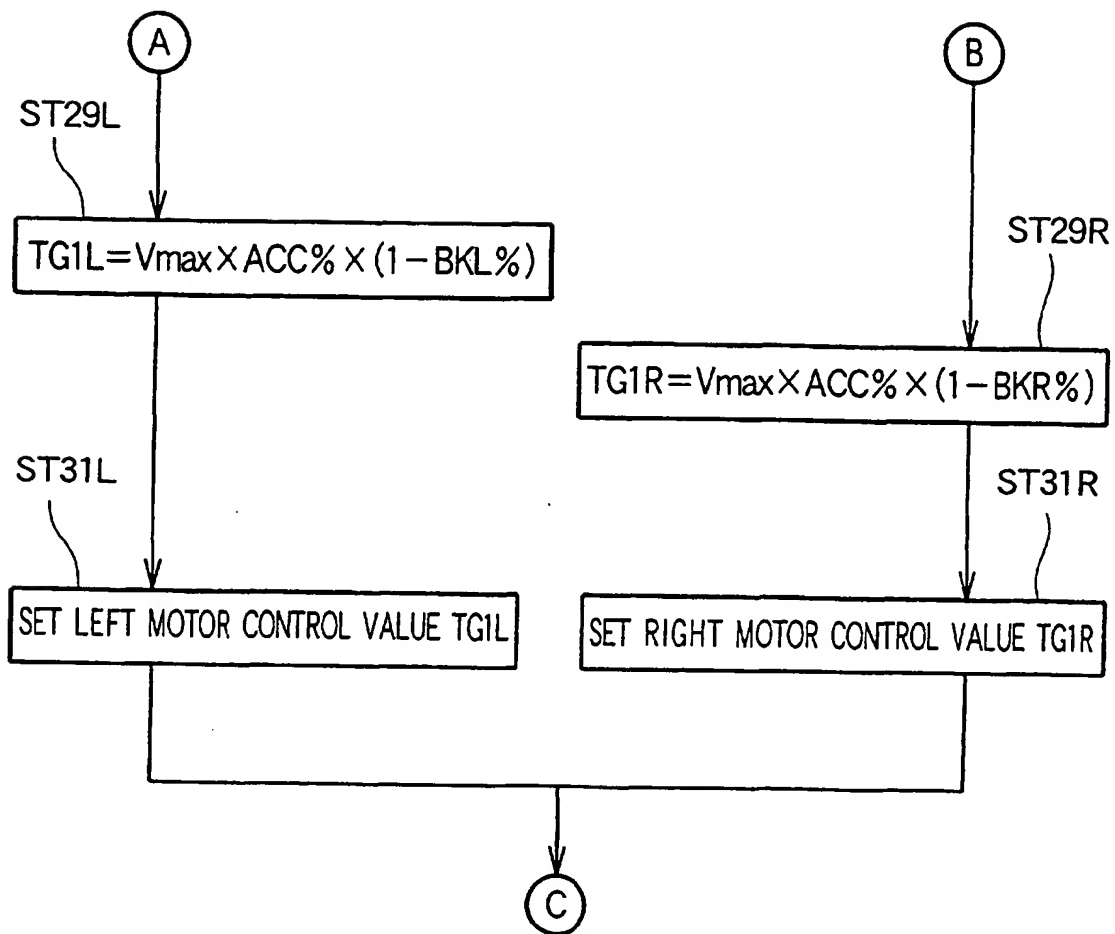 A
B
ST29L
TG1L=Vmax×ACC%×(1-BKL%)
ST29R
TG1R=Vmax×ACC%×(1-BKR%)
ST31L
ST31R
SET LEFT MOTOR CONTROL VALUE TG1L
SET RIGHT MOTOR CONTROL VALUE TG1R
C